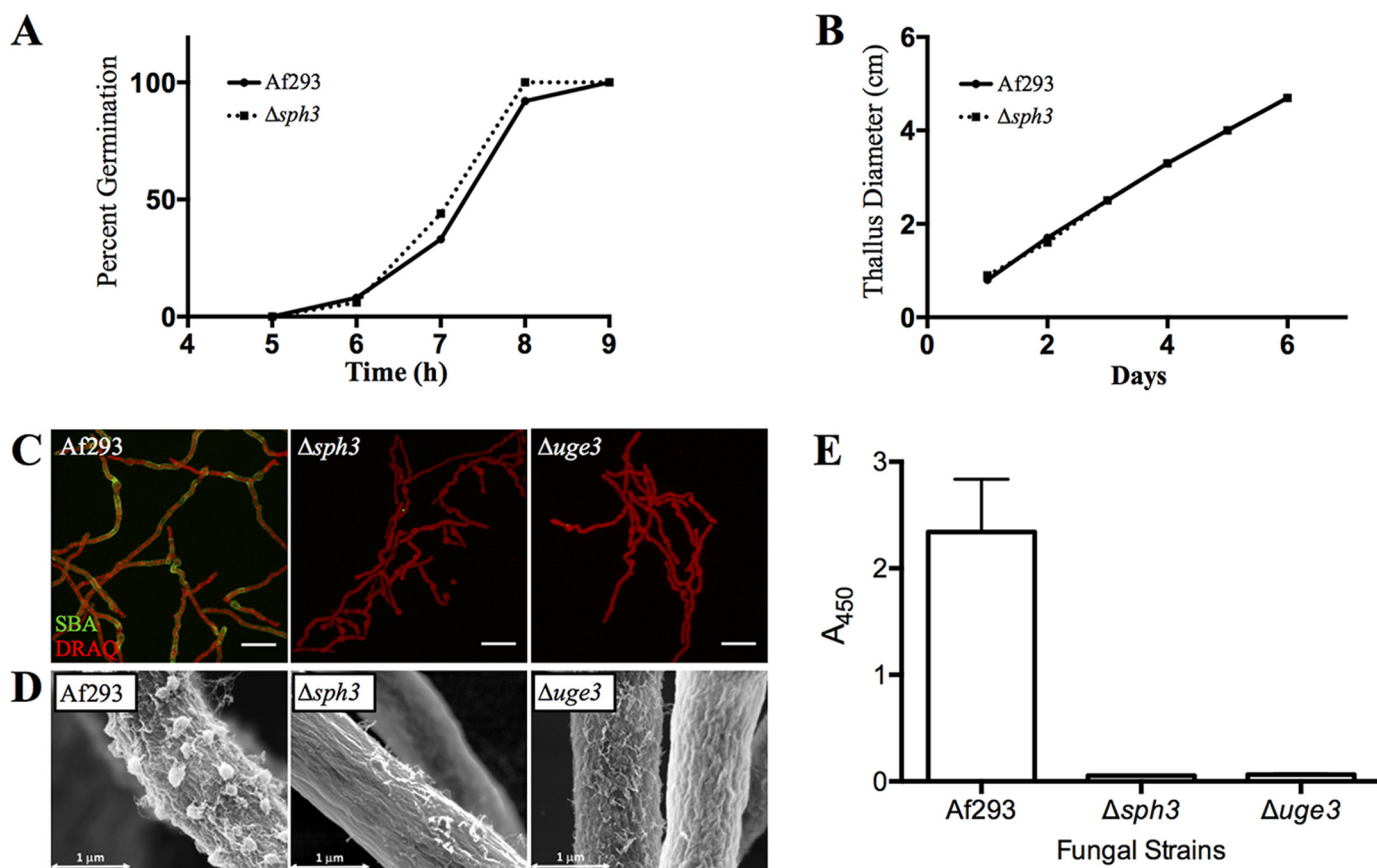 A
Percent Germination
100
50
0
4 5 6 7 8 9
Time (h)
Af293
Δsph3
B
Thallus Diameter (cm)
6
4
2
0
0 2 4 6
Days
Af293
Δsph3
C
Af293
SBA
DRAQ
Δsph3
Δuge3
D
Af293
1 μm
Δsph3
1 μm
Δuge3
1 μm
E
A450
3
2
1
0
Af293 Δsph3 Δuge3
Fungal Strains